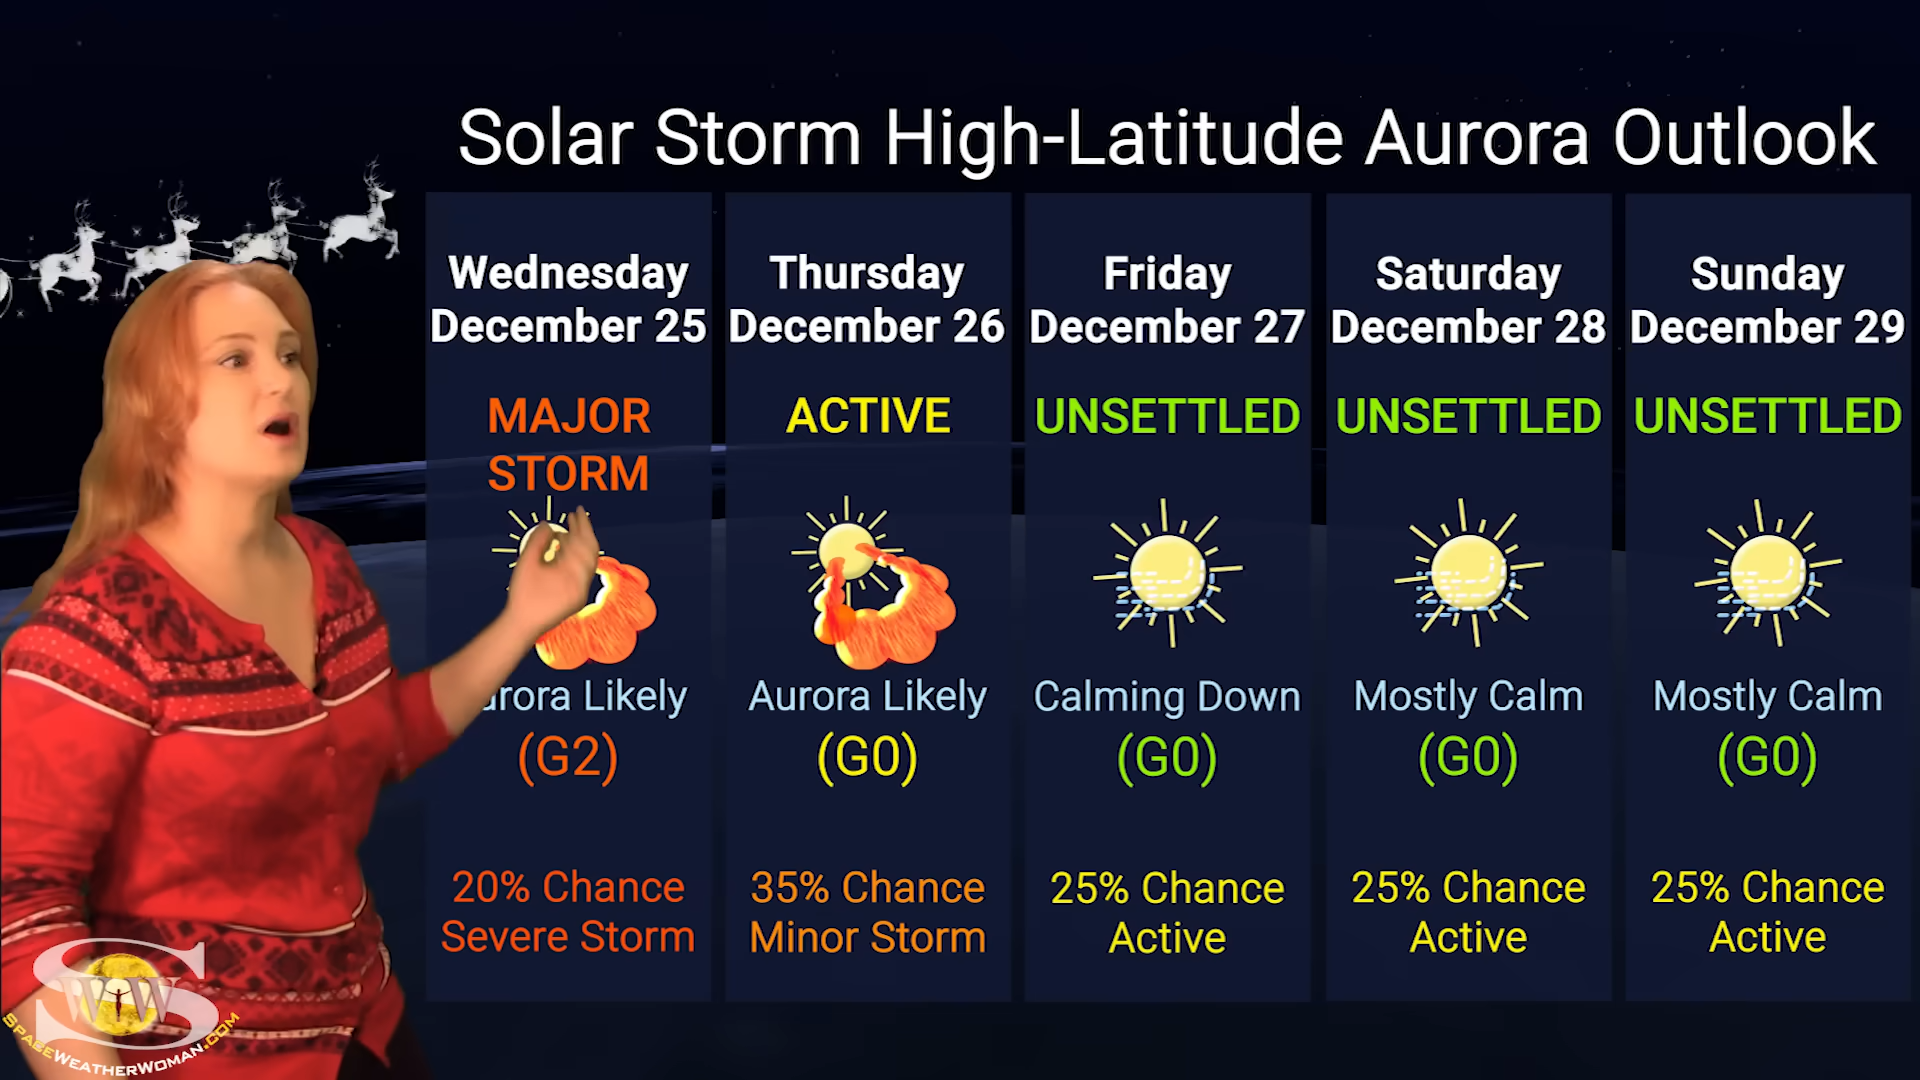 Solar Storm High-Latitude Aurora Outlook
Wednesday
December 25
MAJOR
STORM
Likely
(G2)
20% Chance
Severe Storm
Thursday
December 26
ACTIVE
Aurora Likely
(G0)
35% Chance
Minor Storm
Friday
December 27
UNSETTLED
Calming Down
(G0)
25% Chance
Active
Saturday
December 28
UNSETTLED
Mostly Calm
(G0)
25% Chance
Active
Sunday
December 29
UNSETTLED
Mostly Calm
(G0)
25% Chance
Active
SWW
SPACEWEATHERWOMAN.COM